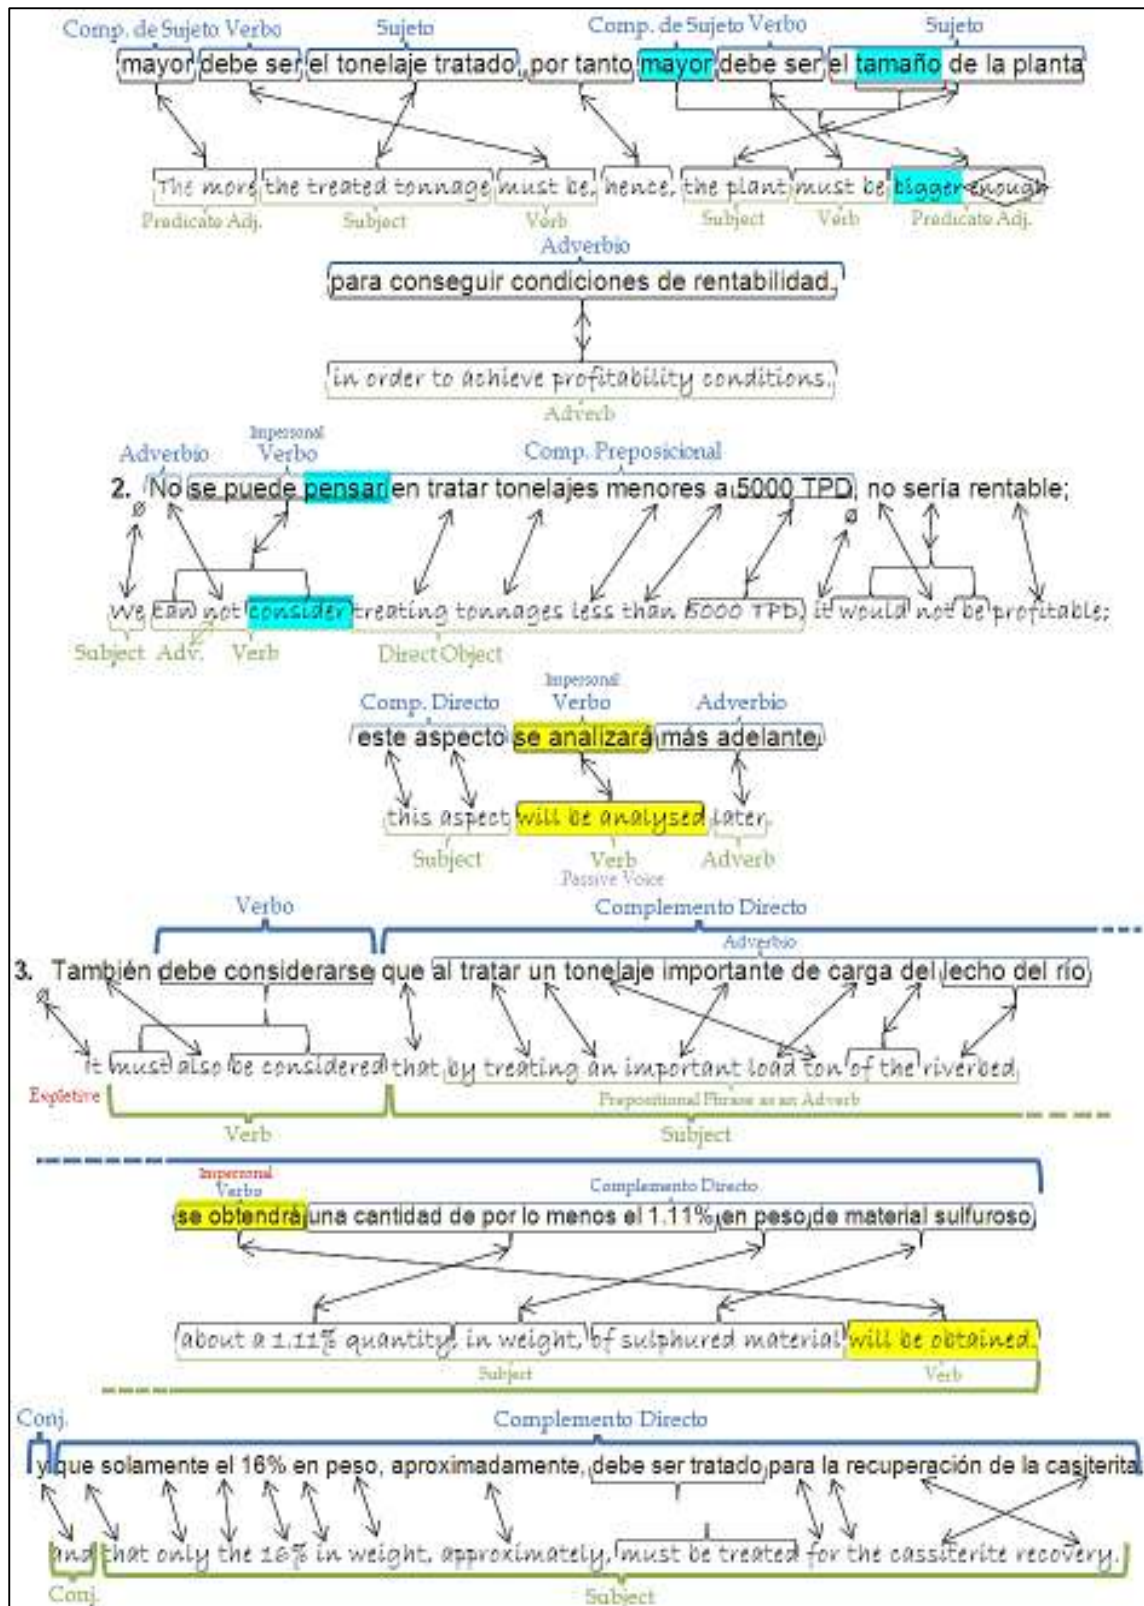 Comp. de Sujeto Verbo Sujeto Comp. de Sujeto Verbo Sujeto
mayor debe ser el tonelaje tratado, por tanto mayor debe ser el tamaño de la planta
The more the treated tonnage must be, hence, the plant must be bigger enough
Predicate Adj. Subject Verb Subject Verb Predicate Adj.
Adverbio
para conseguir condiciones de rentabilidad.
in order to achieve profitability conditions.
Adverb
Impersonal
Adverbio Verbo Comp. Preposicional
2. No se puede pensar en tratar tonelajes menores a 5000 TPD, no sería rentable;
ø ø
We can not consider treating tonnages less than 5000 TPD, it would not be profitable;
Subject Adv. Verb Direct Object
Impersonal
Comp. Directo Verbo Adverbio
este aspecto se analizará más adelante.
this aspect will be analysed later.
Subject Verb Adverb
Passive Voice
Verbo Complemento Directo
Adverbio
3. También debe considerarse que al tratar un tonelaje importante de carga del lecho del río
ø
it must also be considered that by treating an important load ton of the riverbed
Expletive Prepositional Phrase as an Adverb
Verb Subject
Impersonal
Verbo Complemento Directo
se obtendrá una cantidad de por lo menos el 1.11% en peso de material sulfuroso
about a 1.11% quantity, in weight, of sulphured material will be obtained.
Subject Verb
Conj. Complemento Directo
y que solamente el 16% en peso, aproximadamente, debe ser tratado para la recuperación de la casiterita.
and that only the 16% in weight, approximately, must be treated for the cassiterite recovery.
Conj. Subject